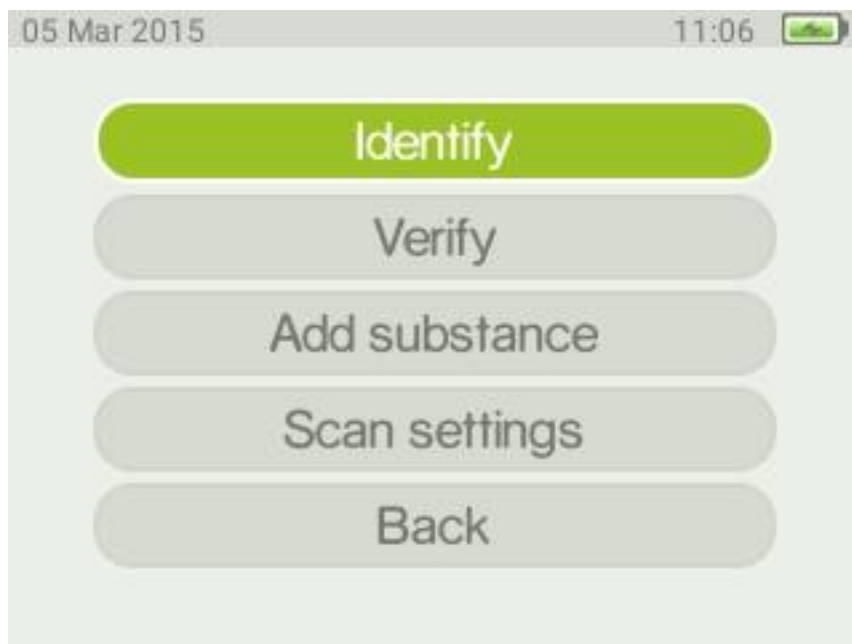 05 Mar 2015 11:06
Identify
Verify
Add substance
Scan settings
Back